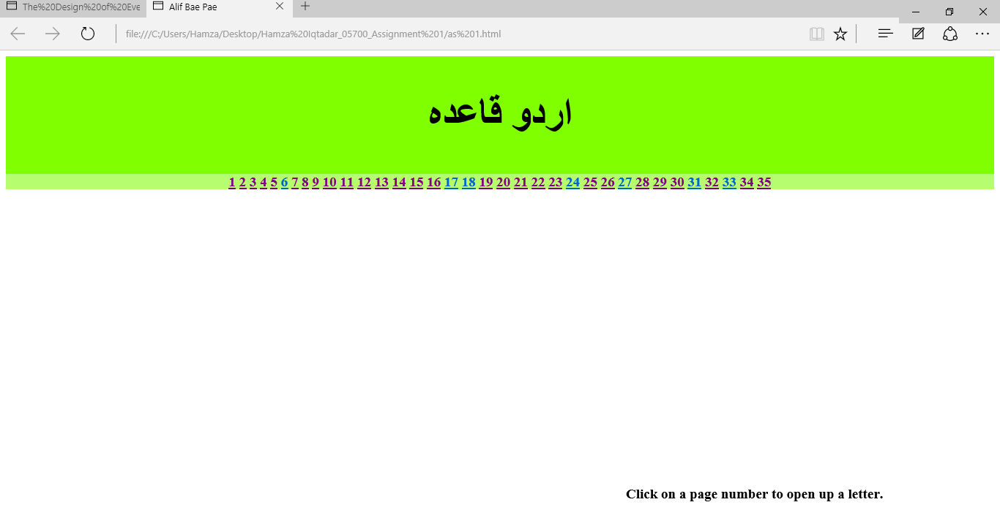 The%20Design%20of%20Eve
Alif Bae Pae
file:///C:/Users/Hamza/Desktop/Hamza%20Iqtadar_05700_Assignment%201/as%201.html
اردو قاعده
1 2 3 4 5 6 7 8 9 10 11 12 13 14 15 16 17 18 19 20 21 22 23 24 25 26 27 28 29 30 31 32 33 34 35
Click on a page number to open up a letter.